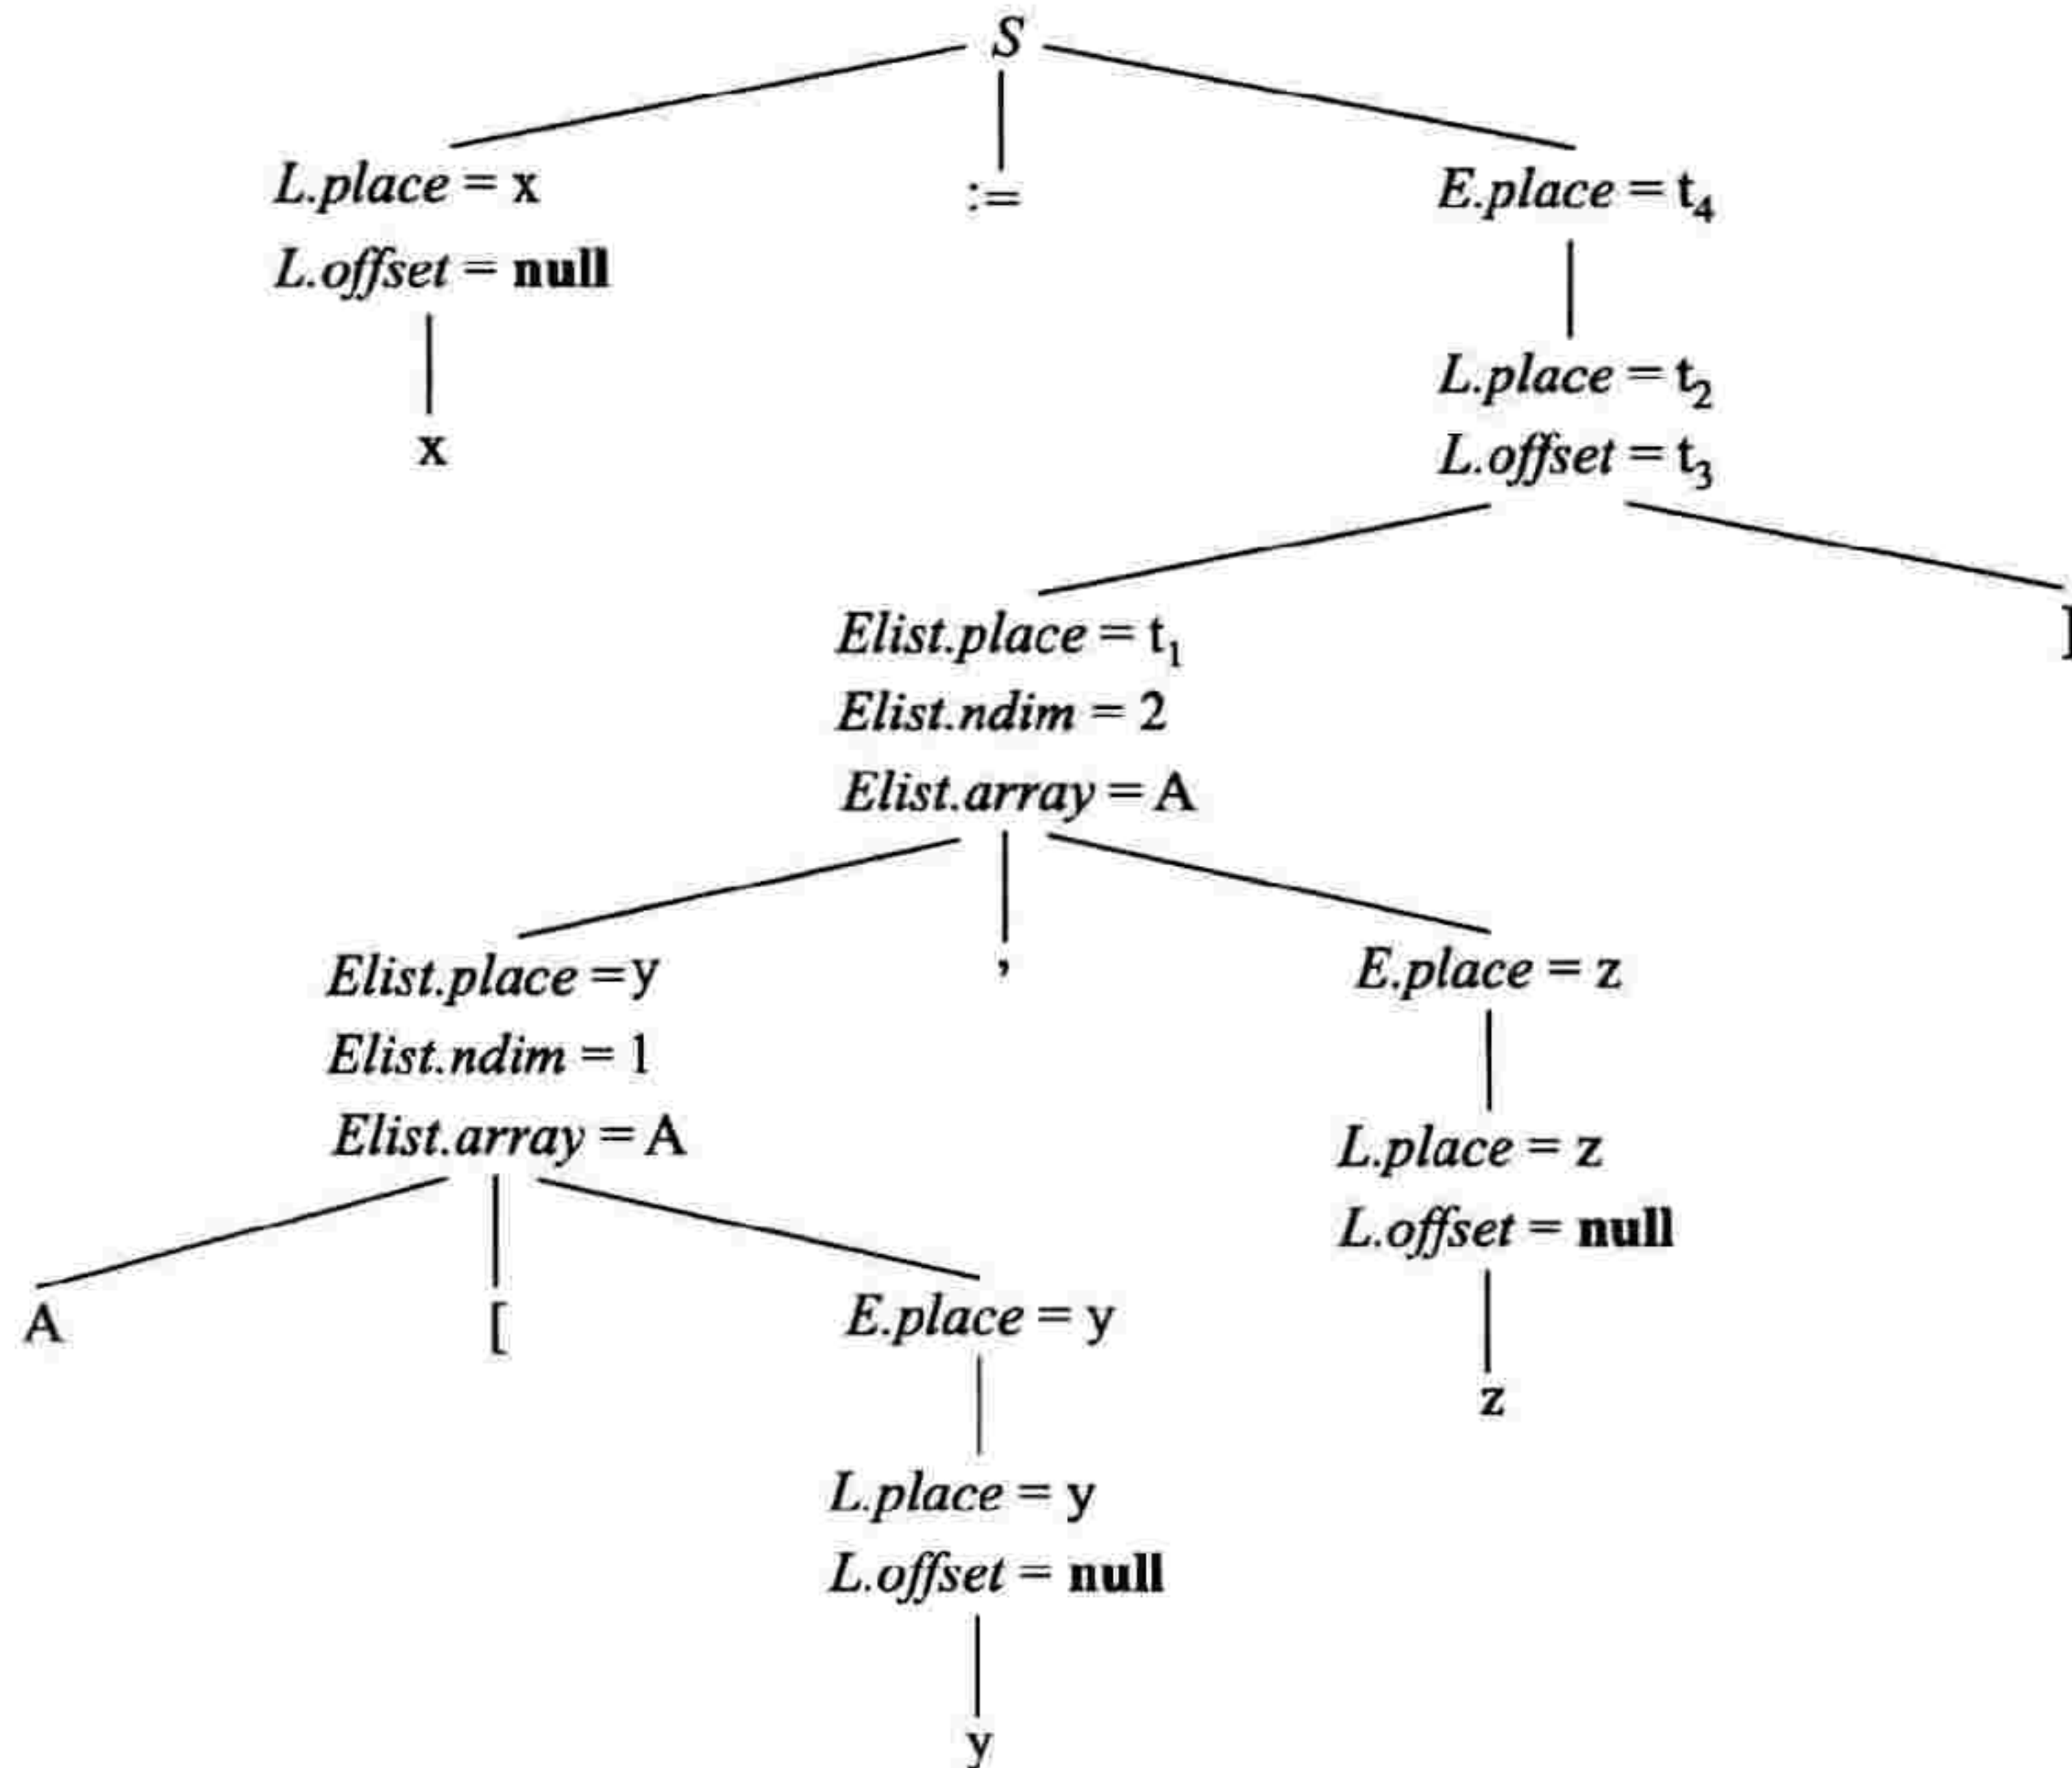 S
L.place = x
:=
E.place = t₄
L.offset = null
L.place = t₂
x
L.offset = t₃
Elist.place = t₁
]
Elist.ndim = 2
Elist.array = A
Elist.place =y
,
E.place = z
Elist.ndim = 1
Elist.array = A
L.place = z
L.offset = null
A
[
E.place = y
z
L.place = y
L.offset = null
y